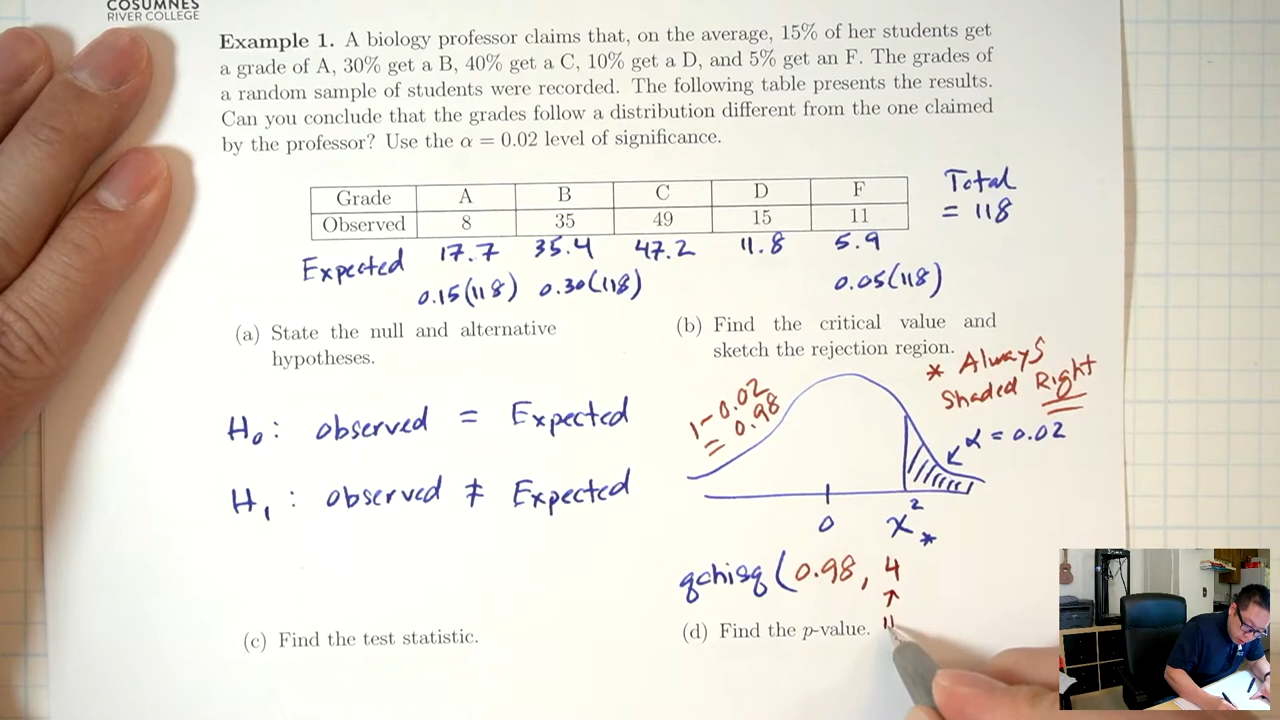 COSUMNES
RIVER COLLEGE
Example 1. A biology professor claims that, on the average, 15% of her students get
a grade of A, 30% get a B, 40% get a C, 10% get a D, and 5% get an F. The grades of
a random sample of students were recorded. The following table presents the results.
Can you conclude that the grades follow a distribution different from the one claimed
by the professor? Use the α = 0.02 level of significance.
Grade A B C D F
Observed 8 35 49 15 11
Total
= 118
Expected 17.7 35.4 47.2 11.8 5.9
0.15(118) 0.30(118) 0.05(118)
(a) State the null and alternative
hypotheses.
H₀: observed = Expected
H₁: observed ≠ Expected
(b) Find the critical value and
sketch the rejection region.
* Always
Shaded Right
1-0.02
= 0.98
α = 0.02
0 x²*
qchisq(0.98, 4
↑
(c) Find the test statistic.
(d) Find the p-value.